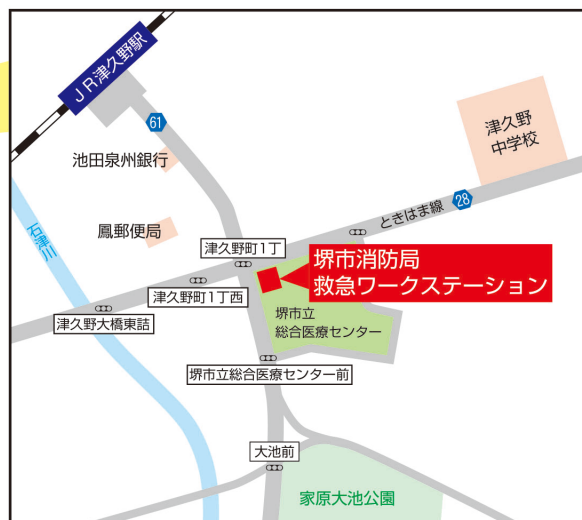 JR津久野駅
61
津久野
中学校
池田泉州銀行
28
ときはま線
鳳郵便局
石津川
津久野町1丁
堺市消防局
救急ワークステーション
津久野町1丁西
堺市立
総合医療センター
津久野大橋東詰
堺市立総合医療センター前
大池前
家原大池公園